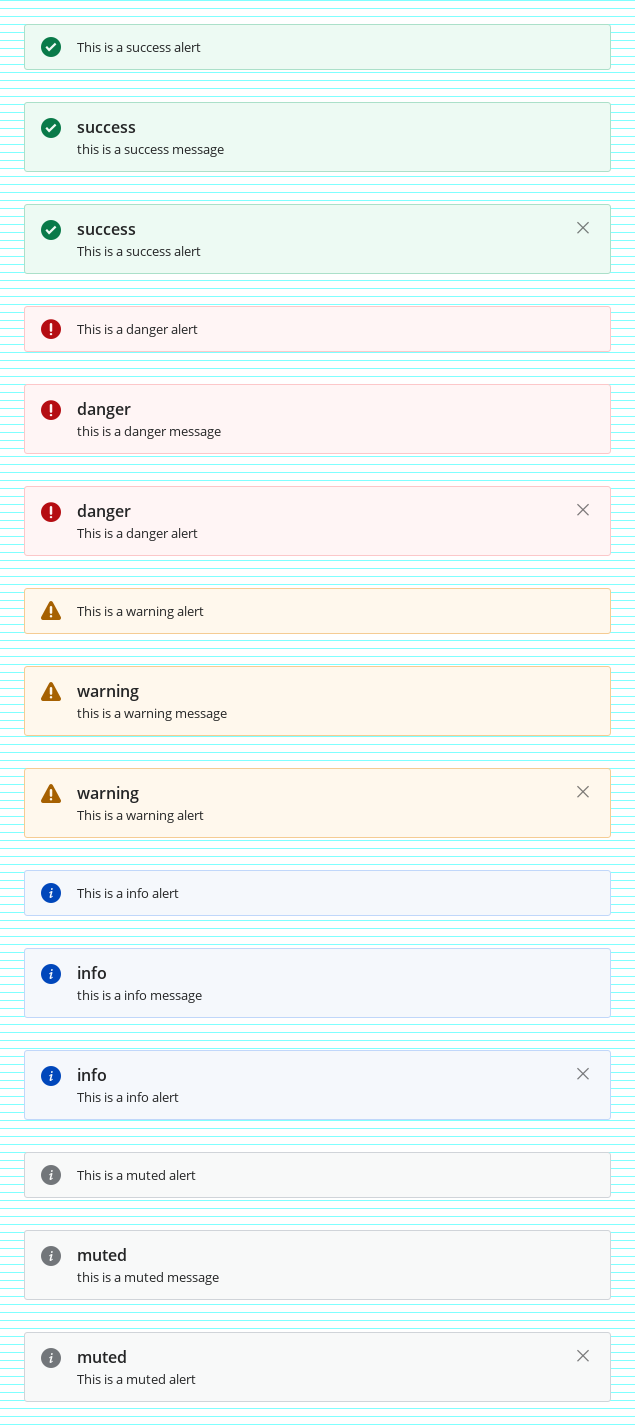 This is a success alert
success
this is a success message
success
This is a success alert
This is a danger alert
danger
this is a danger message
danger
This is a danger alert
This is a warning alert
warning
this is a warning message
warning
This is a warning alert
This is a info alert
info
this is a info message
info
This is a info alert
This is a muted alert
muted
this is a muted message
muted
This is a muted alert